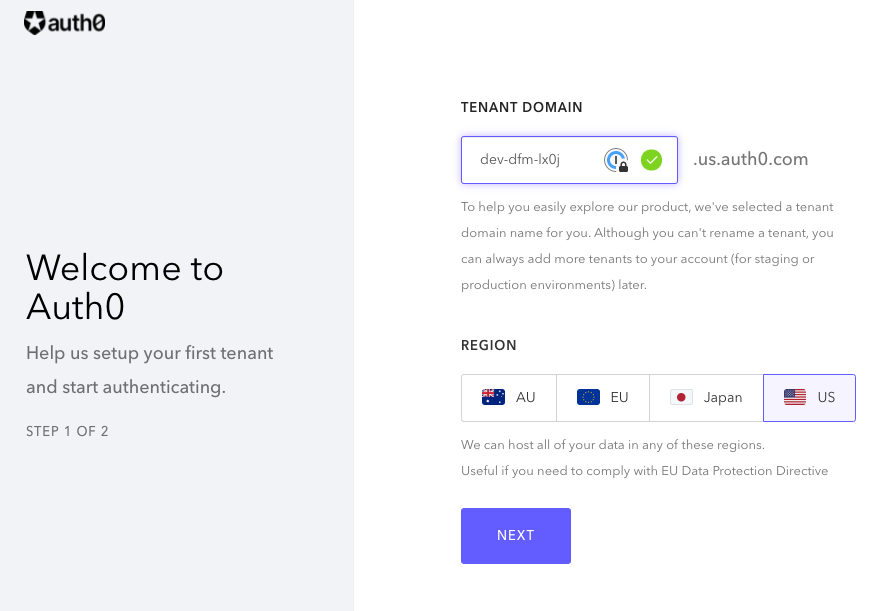 auth0
Welcome to
Auth0
Help us setup your first tenant
and start authenticating.
STEP 1 OF 2
TENANT DOMAIN
dev-dfm-lx0j .us.auth0.com
To help you easily explore our product, we've selected a tenant
domain name for you. Although you can't rename a tenant, you
can always add more tenants to your account (for staging or
production environments) later.
REGION
AU EU Japan US
We can host all of your data in any of these regions.
Useful if you need to comply with EU Data Protection Directive
NEXT